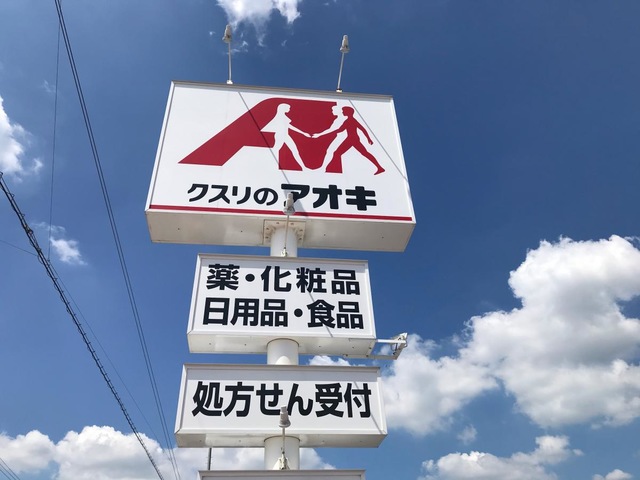 クスリのアオキ
薬・化粧品
日用品・食品
処方せん受付